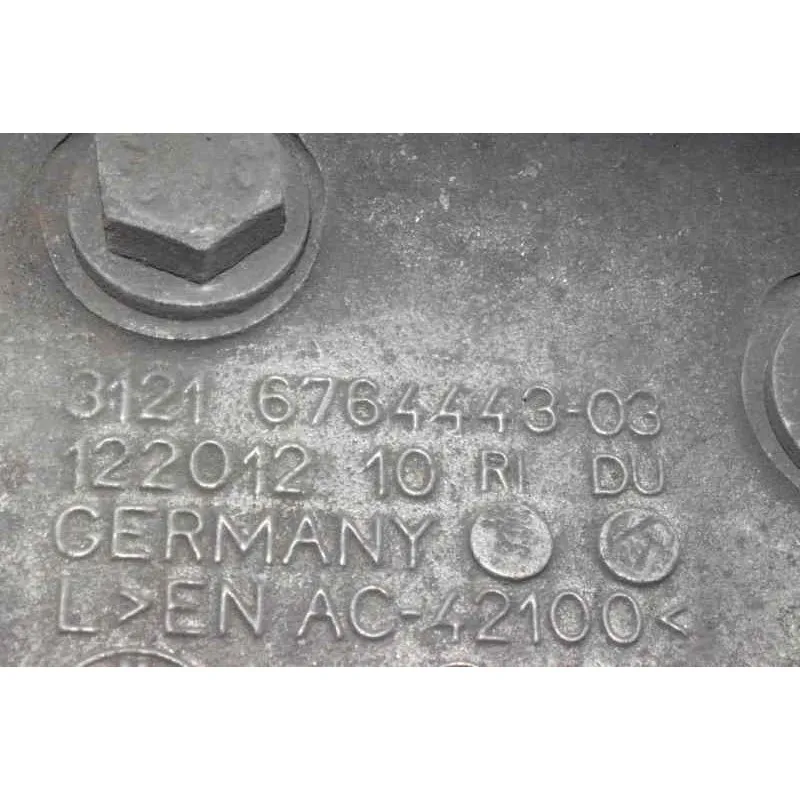 3121 6764443-03
122012 10 RI DU
GERMANY
L >EN AC-42100<